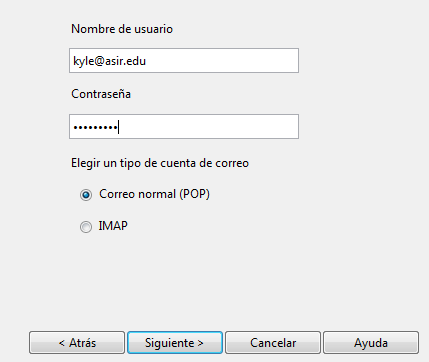 Nombre de usuario
kyle@asir.edu
Contraseña
•••••••••
Elegir un tipo de cuenta de correo
Correo normal (POP)
IMAP
< Atrás Siguiente > Cancelar Ayuda